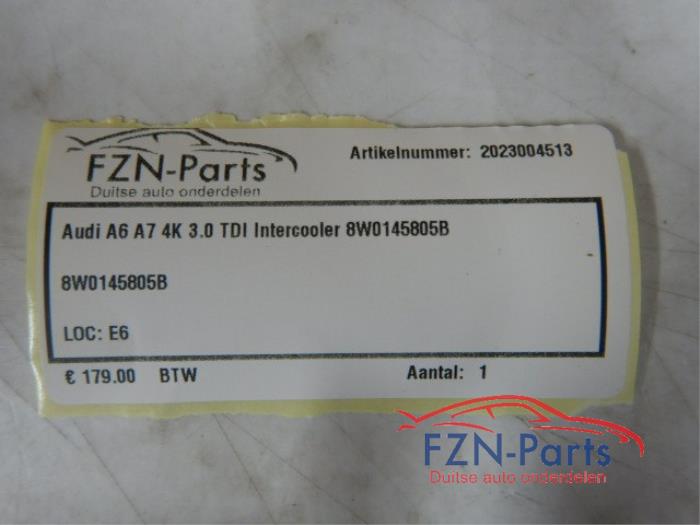 FZN-Parts
Duitse auto onderdelen
Artikelnummer: 2023004513
Audi A6 A7 4K 3.0 TDI Intercooler 8W0145805B
8W0145805B
LOC: E6
€ 179.00 BTW
Aantal: 1
FZN-Parts
Duitse auto onderdelen